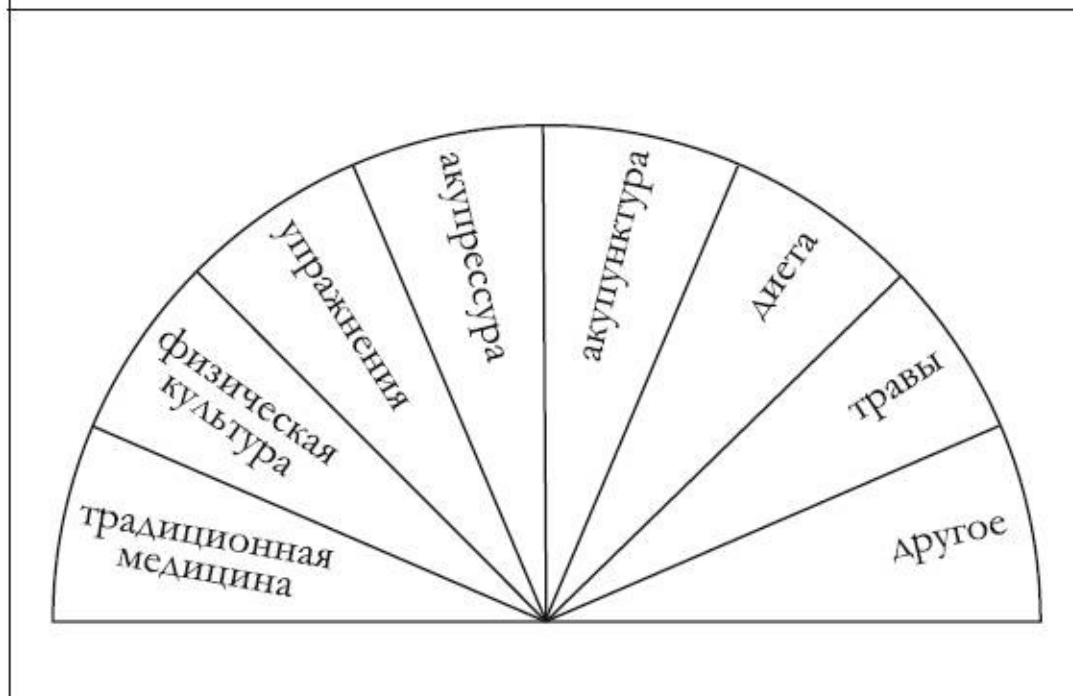 традиционная
медицина
физическая
культура
упражнения
акупрессура
акупунктура
диета
травы
другое